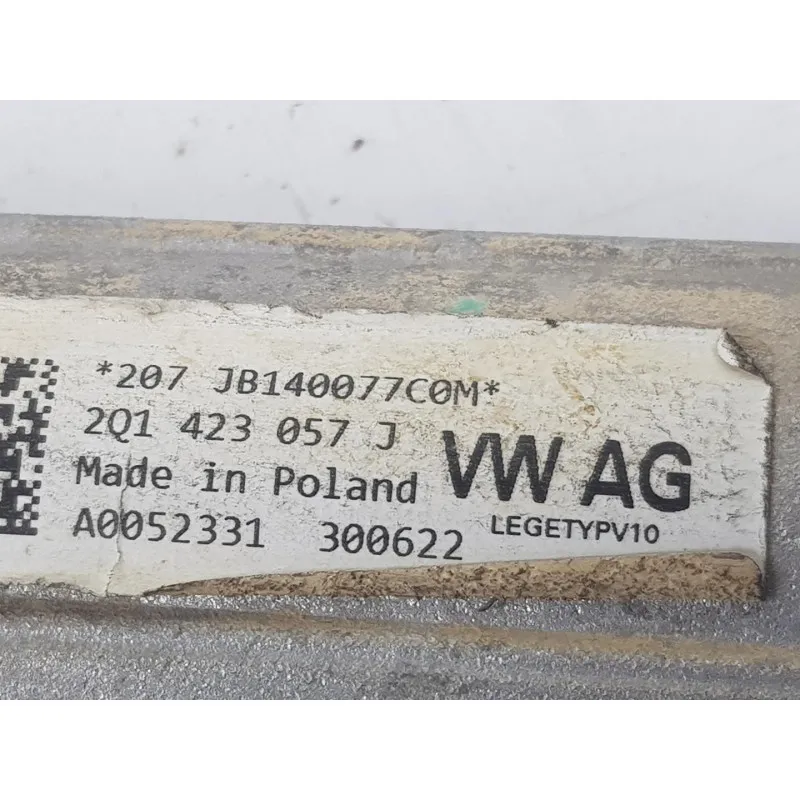 *207 JB140077C0M*
2Q1 423 057 J
VW AG
Made in Poland
LEGETYPV10
A0052331 300622